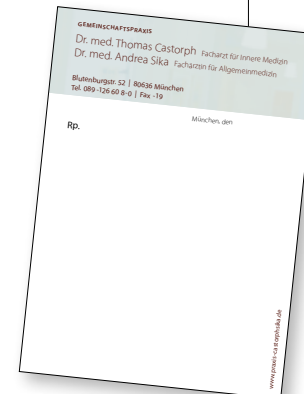 GEMEINSCHAFTSPRAXIS
Dr. med. Thomas Castorph Facharzt für Innere Medizin
Dr. med. Andrea Sika Fachärztin für Allgemeinmedizin
Blutenburgstr. 52 | 80636 München
Tel. 089 -126 60 8-0 | Fax -19
München, den
Rp.
www.praxis-castorphsika.de